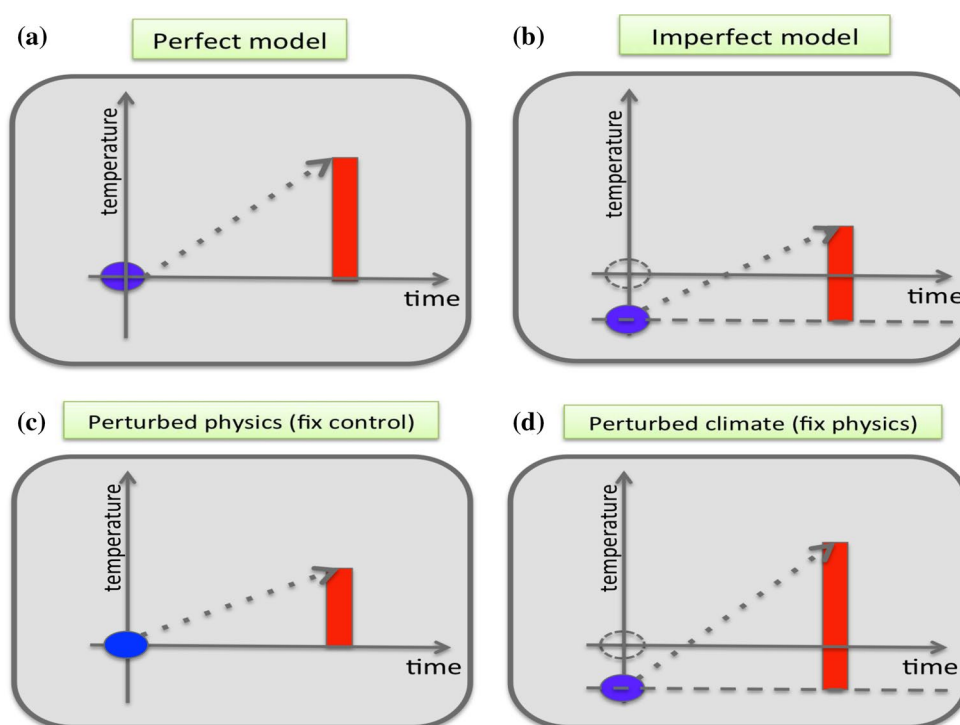 (a)
Perfect model
temperature
time
(b)
Imperfect model
temperature
time
(c)
Perturbed physics (fix control)
temperature
time
(d)
Perturbed climate (fix physics)
temperature
time